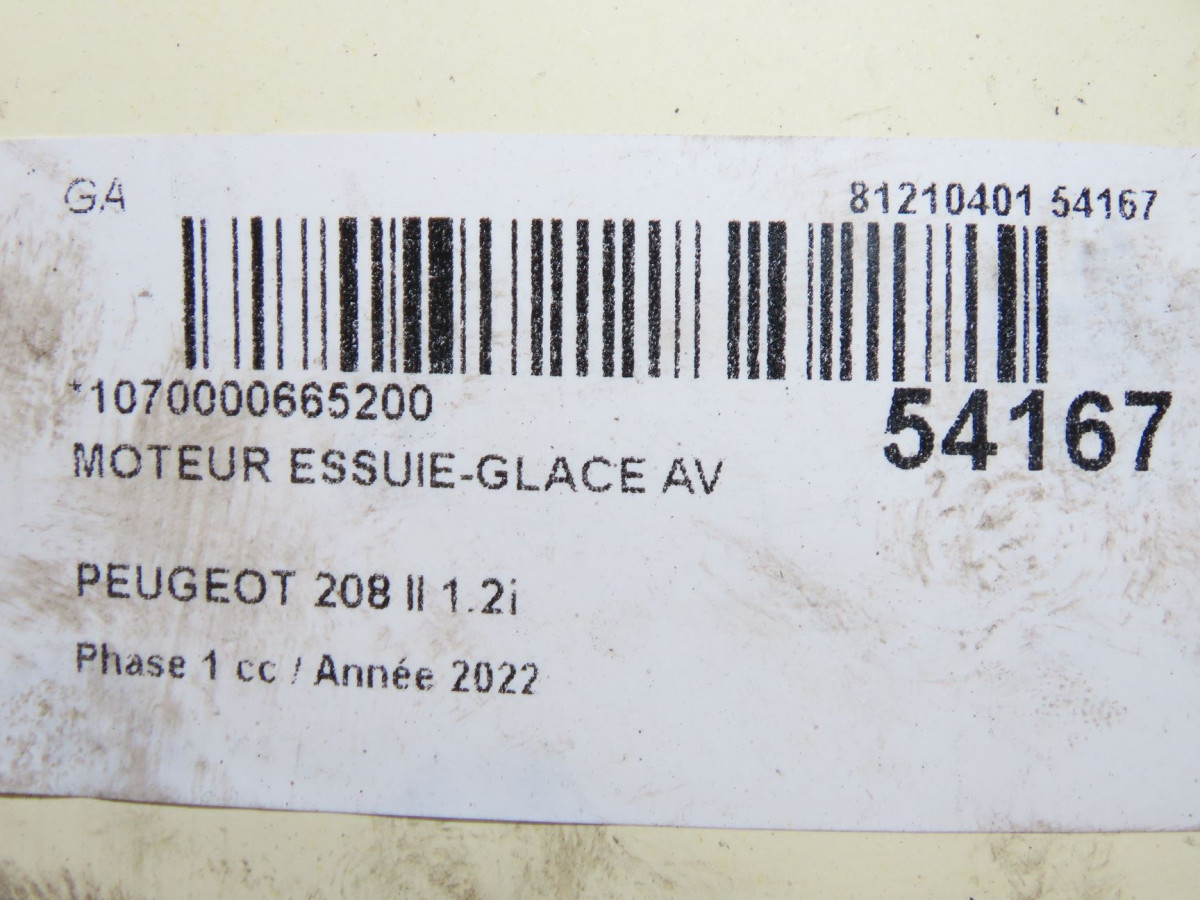 GA
81210401 54167
*1070000665200
54167
MOTEUR ESSUIE-GLACE AV
PEUGEOT 208 II 1.2i
Phase 1 cc / Année 2022